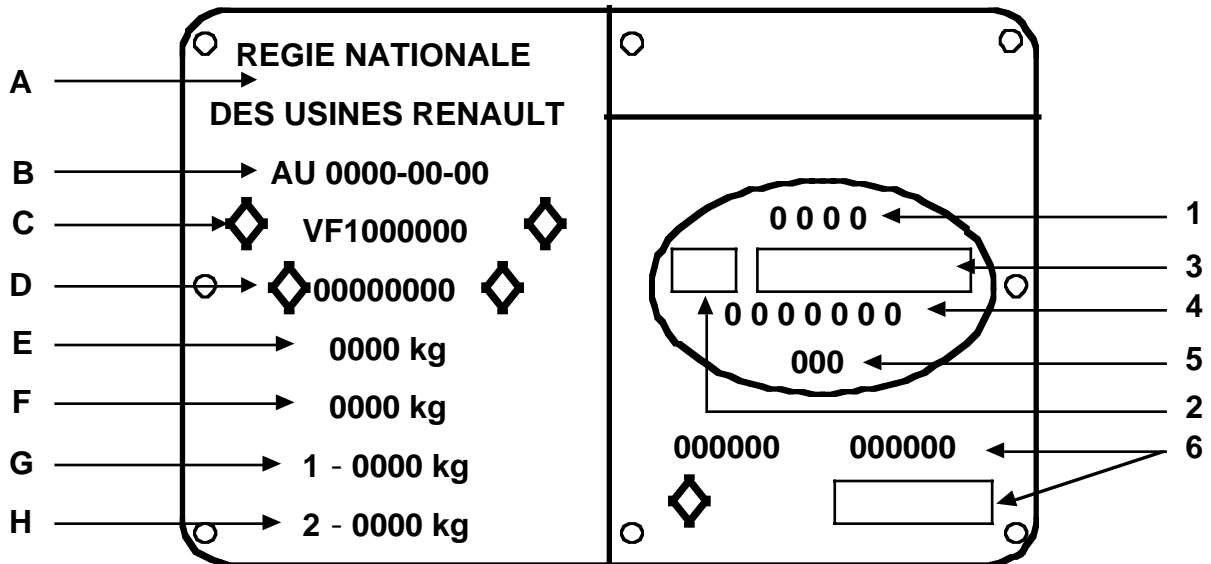 A
REGIE NATIONALE
DES USINES RENAULT
B
AU 0000-00-00
C
VF1000000
D
00000000
E
0000 kg
F
0000 kg
G
1 - 0000 kg
H
2 - 0000 kg
0 0 0 0
1
3
0 0 0 0 0 0 0
4
000
5
2
000000 000000
6